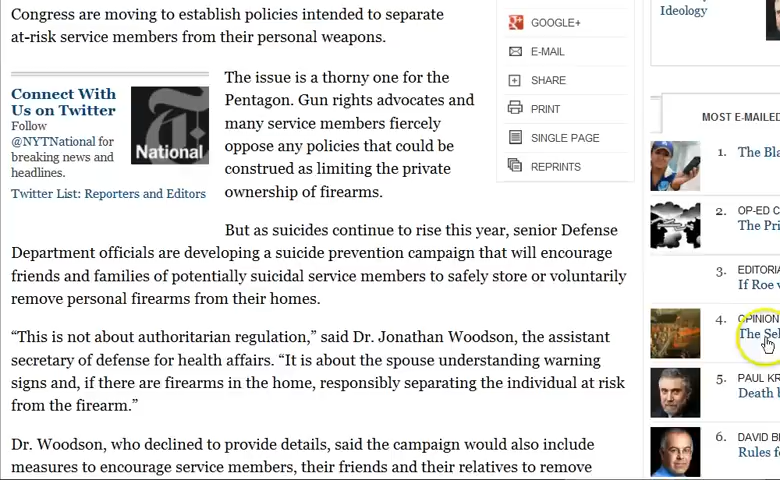 Congress are moving to establish policies intended to separate
at-risk service members from their personal weapons.
Connect With
Us on Twitter
Follow
@NYTNational for
breaking news and
headlines.
Twitter List: Reporters and Editors
National
The issue is a thorny one for the
Pentagon. Gun rights advocates and
many service members fiercely
oppose any policies that could be
construed as limiting the private
ownership of firearms.
But as suicides continue to rise this year, senior Defense
Department officials are developing a suicide prevention campaign that will encourage
friends and families of potentially suicidal service members to safely store or voluntarily
remove personal firearms from their homes.
“This is not about authoritarian regulation,” said Dr. Jonathan Woodson, the assistant
secretary of defense for health affairs. “It is about the spouse understanding warning
signs and, if there are firearms in the home, responsibly separating the individual at risk
from the firearm.”
Dr. Woodson, who declined to provide details, said the campaign would also include
measures to encourage service members, their friends and their relatives to remove
GOOGLE+
E-MAIL
SHARE
PRINT
SINGLE PAGE
REPRINTS
Ideology
MOST E-MAILED
1. The Bla
2. OP-ED C
The Pri
3. EDITORIA
If Roe v
4. OPINION
The Sel
5. PAUL KR
Death b
6. DAVID B
Rules fo